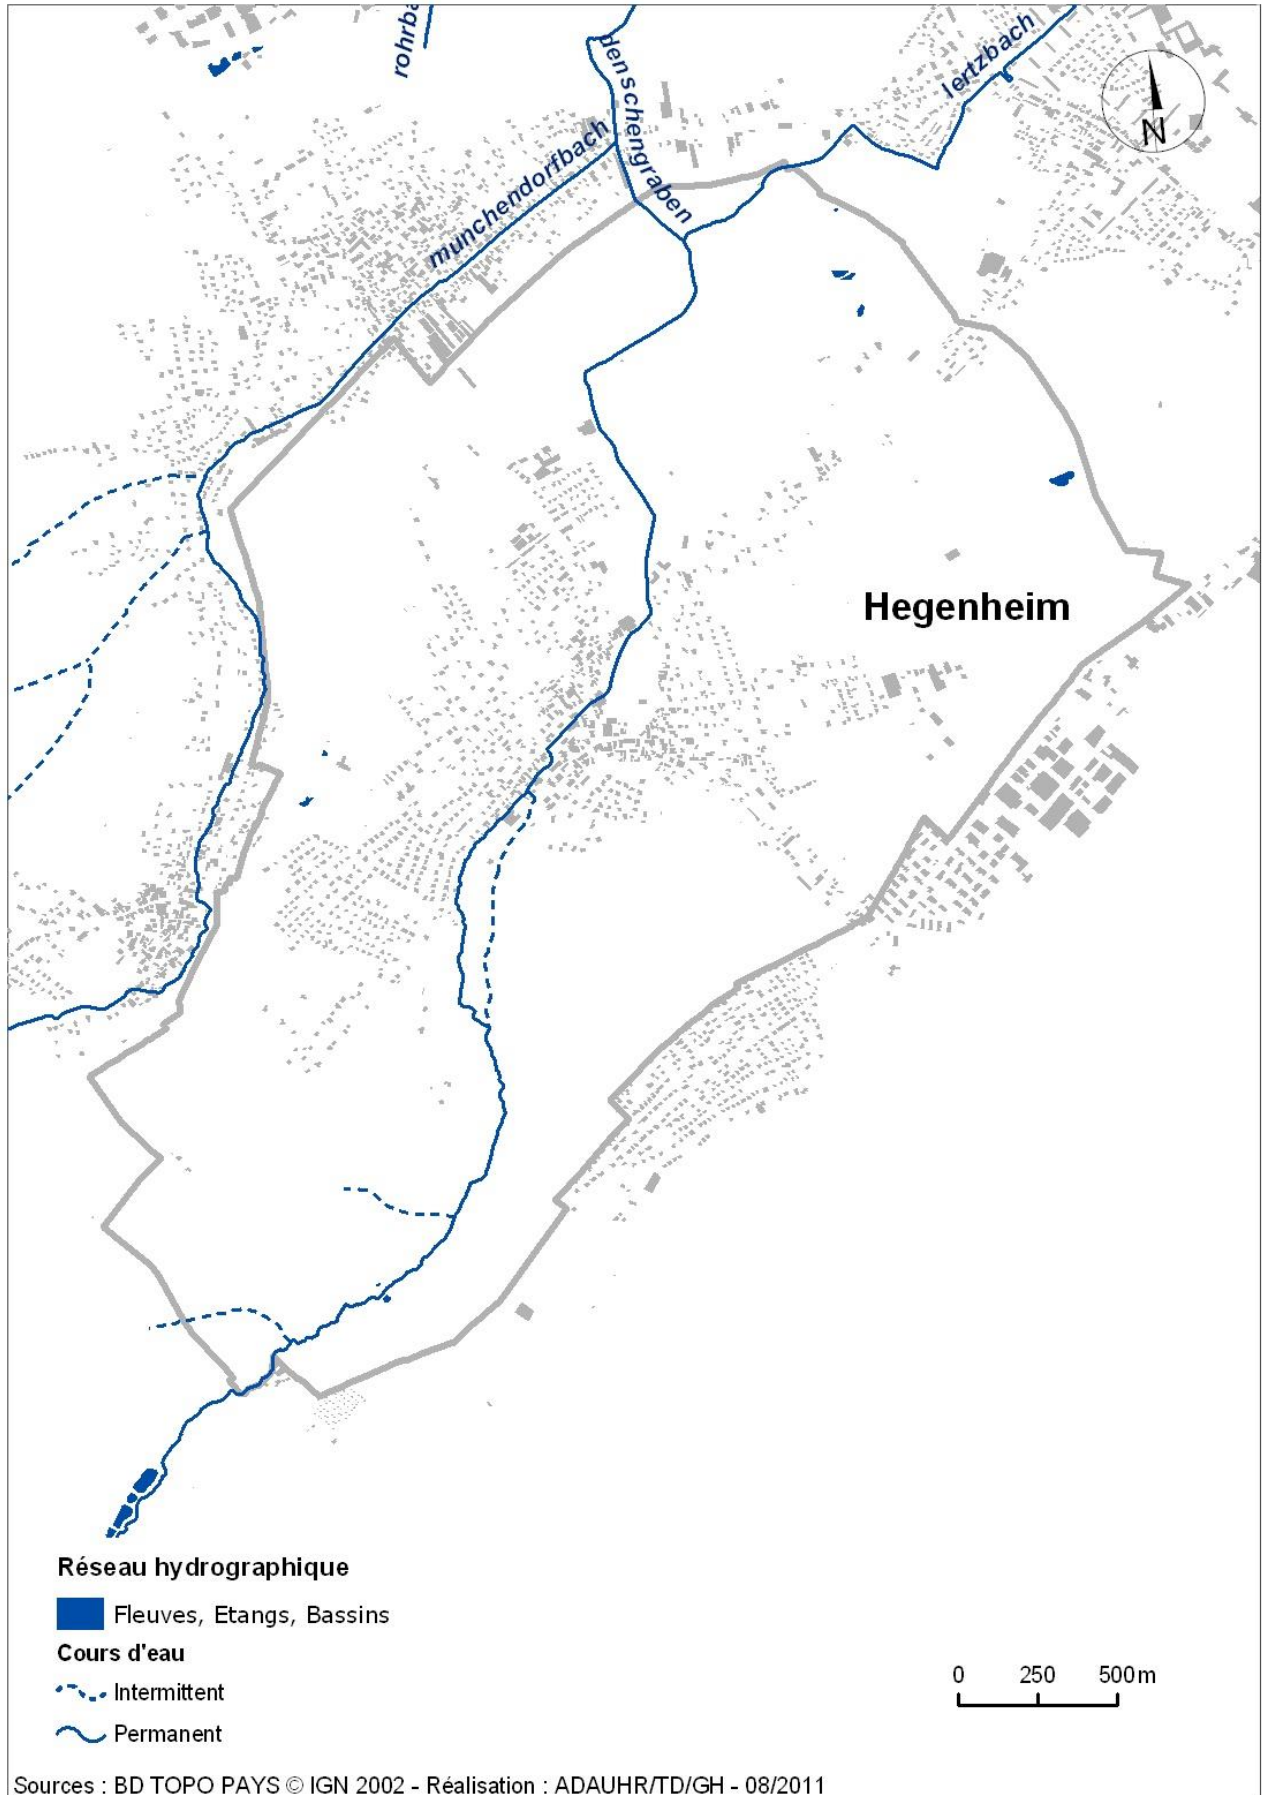 rohrba
denschengraben
lertzbach
munchendorfbach
N
Hegenheim
Réseau hydrographique
Fleuves, Etangs, Bassins
Cours d'eau
Intermittent
Permanent
0 250 500m
Sources : BD TOPO PAYS © IGN 2002 - Réalisation : ADAUHR/TD/GH - 08/2011